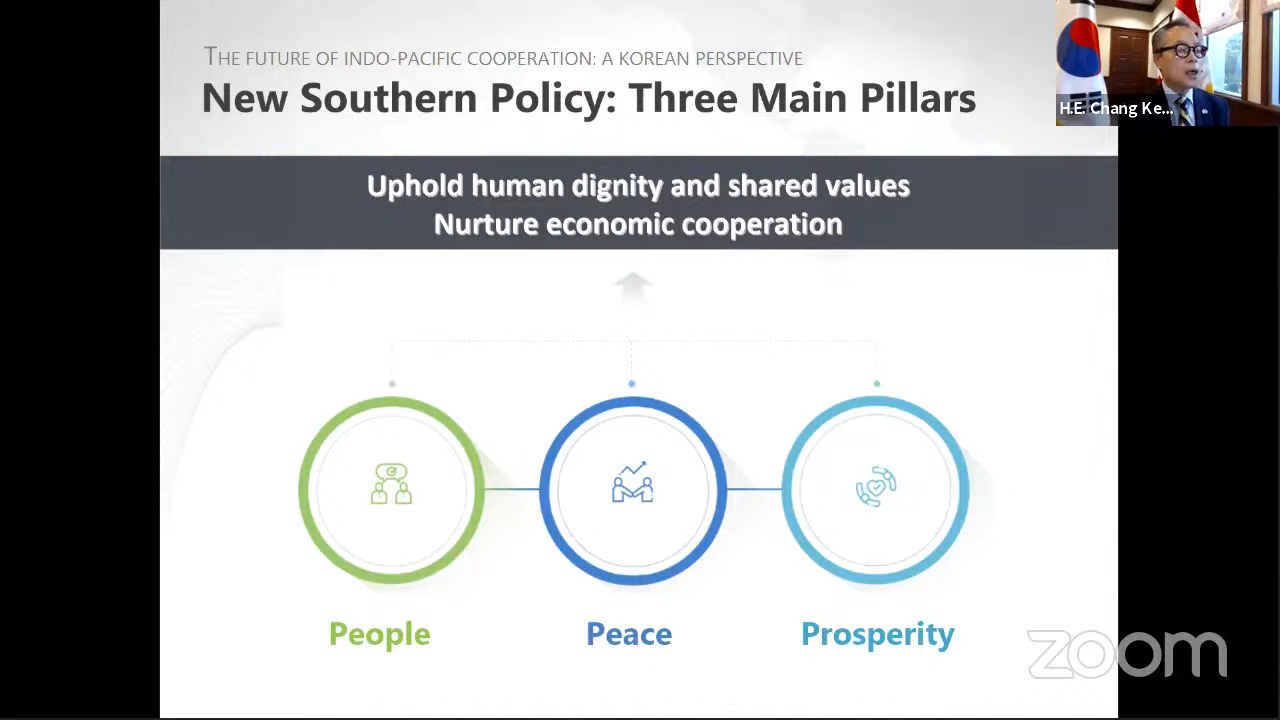 THE FUTURE OF INDO-PACIFIC COOPERATION: A KOREAN PERSPECTIVE
New Southern Policy: Three Main Pillars
H.E. Chang Ke...
Uphold human dignity and shared values
Nurture economic cooperation
People
Peace
Prosperity
zoom